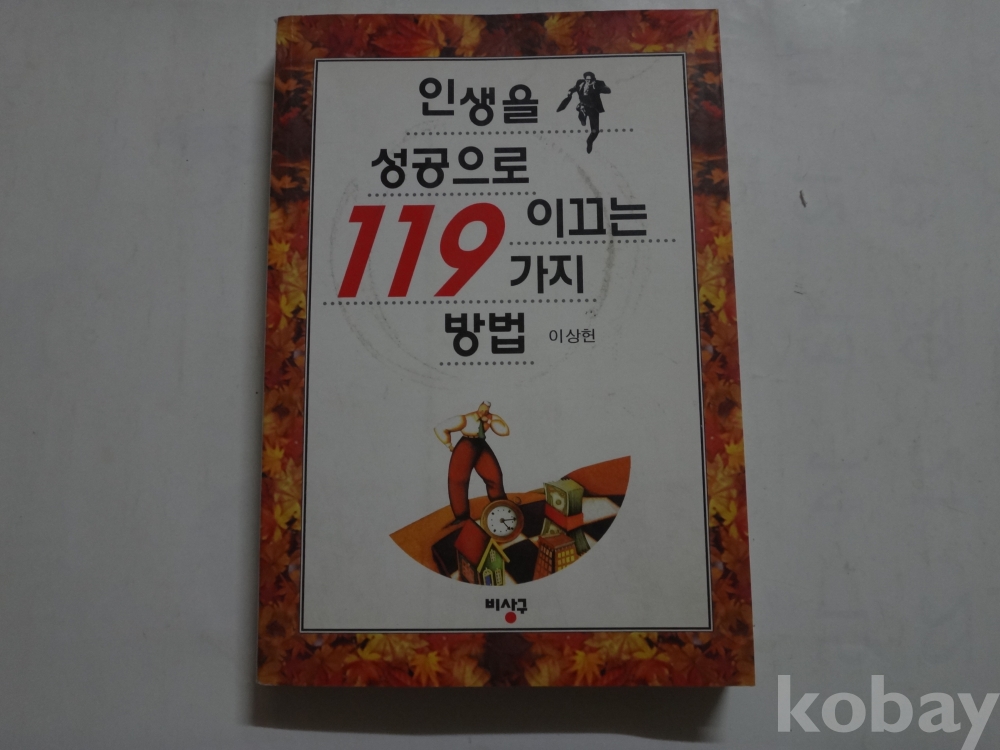 인생을
성공으로
119 이끄는
가지
방법 이상헌
비상구
kobay